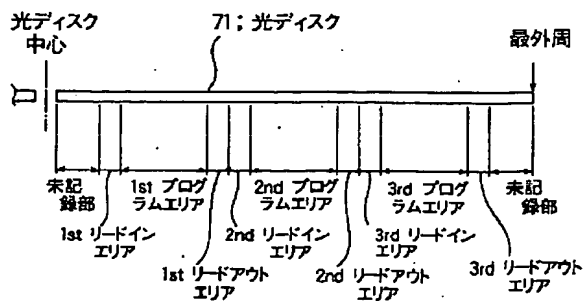 光ディスク
中心
71; 光ディスク
最外周
未記
録部
1st プログ
ラムエリア
2nd プログ
ラムエリア
3rd プログ
ラムエリア
未記
録部
1st リードイン
エリア
2nd リードイン
エリア
3rd リードイン
エリア
1st リードアウト
エリア
2nd リードアウト
エリア
3rd リードアウト
エリア